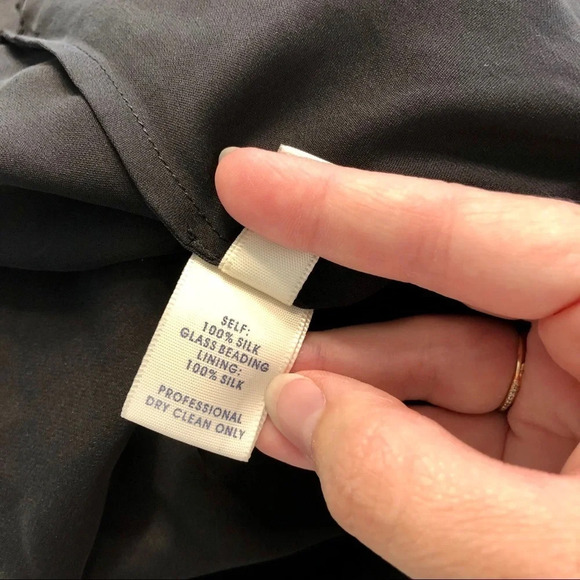 SELF:
100% SILK
GLASS BEADING
LINING:
100% SILK
PROFESSIONAL
DRY CLEAN ONLY